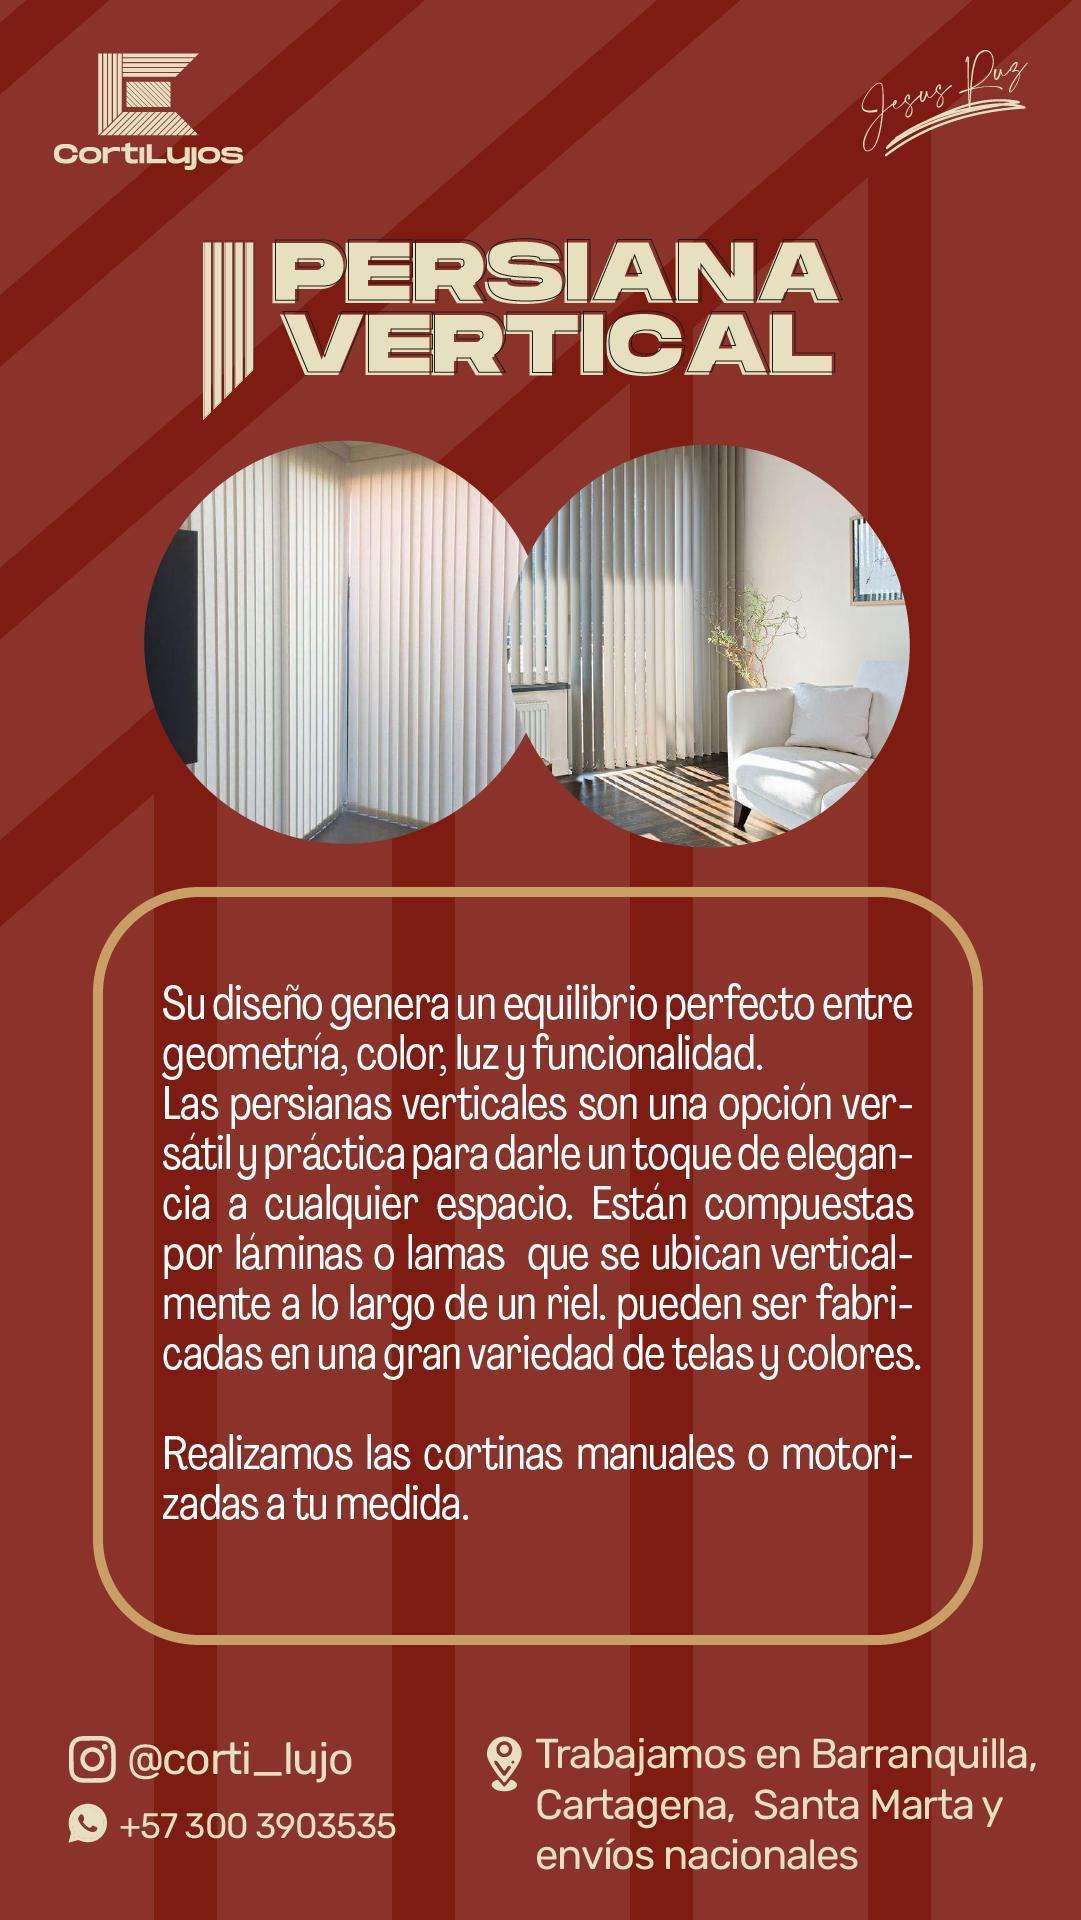 CortiLujos
Jesus Ruz
PERSIANA
VERTICAL
Su diseño genera un equilibrio perfecto entre
geometría, color, luz y funcionalidad.
Las persianas verticales son una opción ver-
sátil y práctica para darle un toque de elegan-
cia a cualquier espacio. Están compuestas
por láminas o lamas  que se ubican vertical-
mente a lo largo de un riel. pueden ser fabri-
cadas en una gran variedad de telas y colores.
Realizamos las cortinas manuales o motori-
zadas a tu medida.
@corti_lujo
+57 300 3903535
Trabajamos en Barranquilla,
Cartagena,  Santa Marta y
envíos nacionales